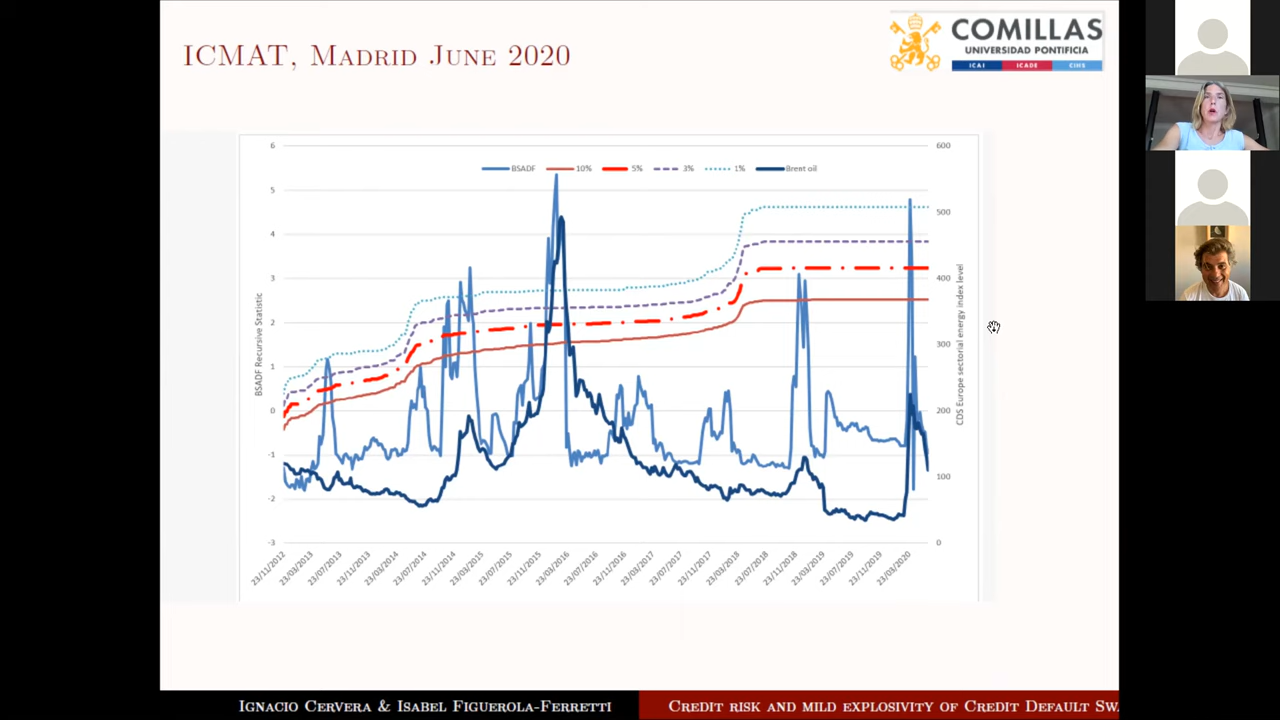 ICMAT, Madrid June 2020
COMILLAS
UNIVERSIDAD PONTIFICIA
ICAI ICADE CIHS
BSADF 10% 5% 3% 1% Brent oil
6
5
4
3
2
1
0
-1
-2
-3
BSADF Recursive Statistic
600
500
400
300
200
100
0
CDS Europe sectorial energy index level
23/11/2012 23/03/2013 23/07/2013 23/11/2013 23/03/2014 23/07/2014 23/11/2014 23/03/2015 23/07/2015 23/11/2015 23/03/2016 23/07/2016 23/11/2016 23/03/2017 23/07/2017 23/11/2017 23/03/2018 23/07/2018 23/11/2018 23/03/2019 23/07/2019 23/11/2019 23/03/2020
Ignacio Cervera & Isabel Figuerola-Ferretti
Credit risk and mild explosivity of Credit Default Sw